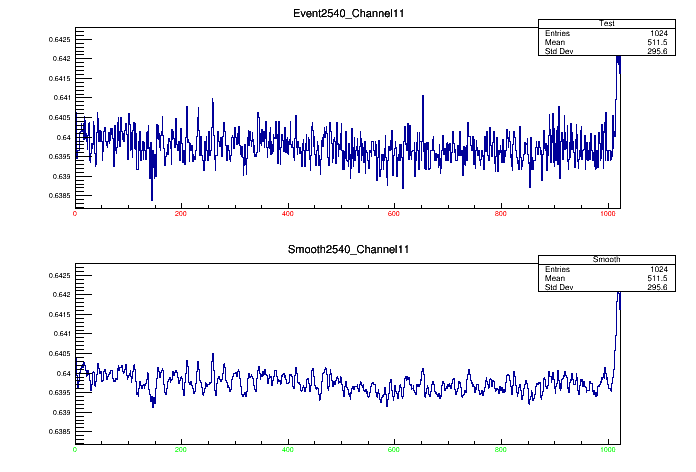 Event2540_Channel11
Test
Entries 1024
Mean 511.5
Std Dev 295.6
0.6425
0.642
0.6415
0.641
0.6405
0.64
0.6395
0.639
0.6385
0 200 400 600 800 1000
Smooth2540_Channel11
Smooth
Entries 1024
Mean 511.5
Std Dev 295.6
0.6425
0.642
0.6415
0.641
0.6405
0.64
0.6395
0.639
0.6385
0 200 400 600 800 1000